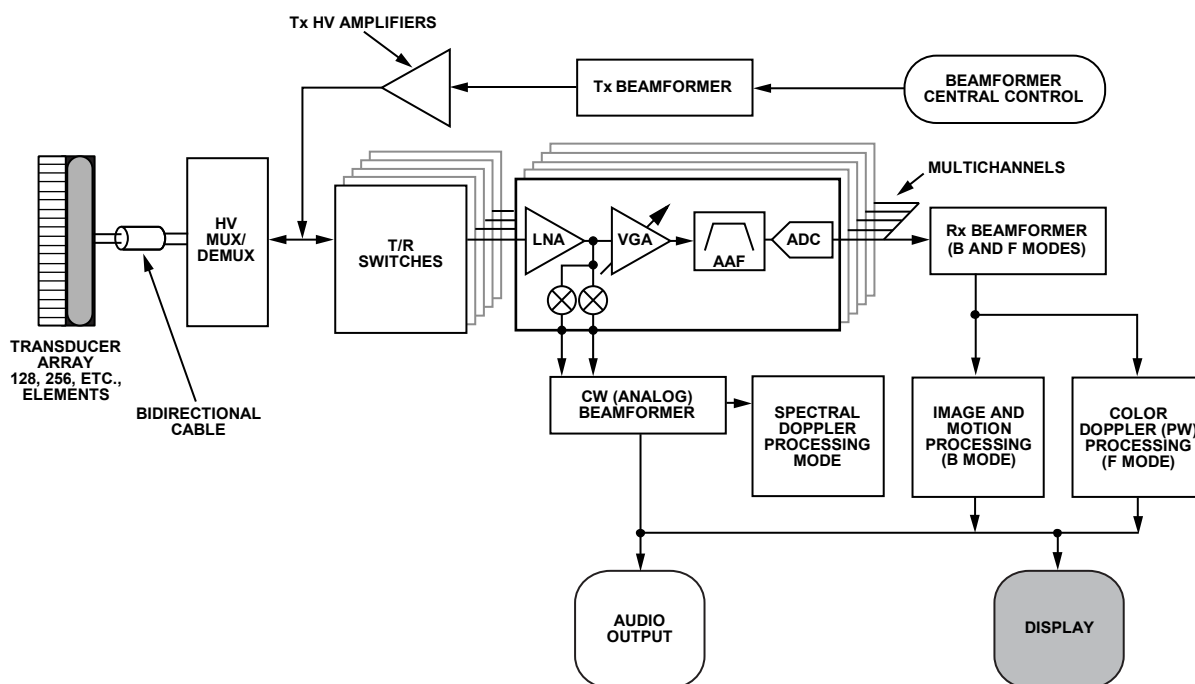 Tx HV AMPLIFIERS
Tx BEAMFORMER
BEAMFORMER
CENTRAL CONTROL
MULTICHANNELS
HV
MUX/
DEMUX
T/R
SWITCHES
LNA
VGA
AAF
ADC
Rx BEAMFORMER
(B AND F MODES)
TRANSDUCER
ARRAY
128, 256, ETC.,
ELEMENTS
BIDIRECTIONAL
CABLE
CW (ANALOG)
BEAMFORMER
SPECTRAL
DOPPLER
PROCESSING
MODE
IMAGE AND
MOTION
PROCESSING
(B MODE)
COLOR
DOPPLER (PW)
PROCESSING
(F MODE)
AUDIO
OUTPUT
DISPLAY